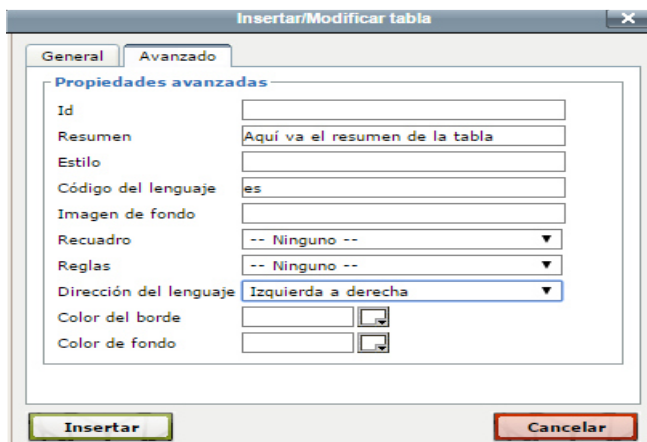 Insertar/Modificar tabla
General Avanzado
Propiedades avanzadas
Id
Resumen Aquí va el resumen de la tabla
Estilo
Código del lenguaje es
Imagen de fondo
Recuadro -- Ninguno --
Reglas -- Ninguno --
Dirección del lenguaje Izquierda a derecha
Color del borde
Color de fondo
Insertar Cancelar